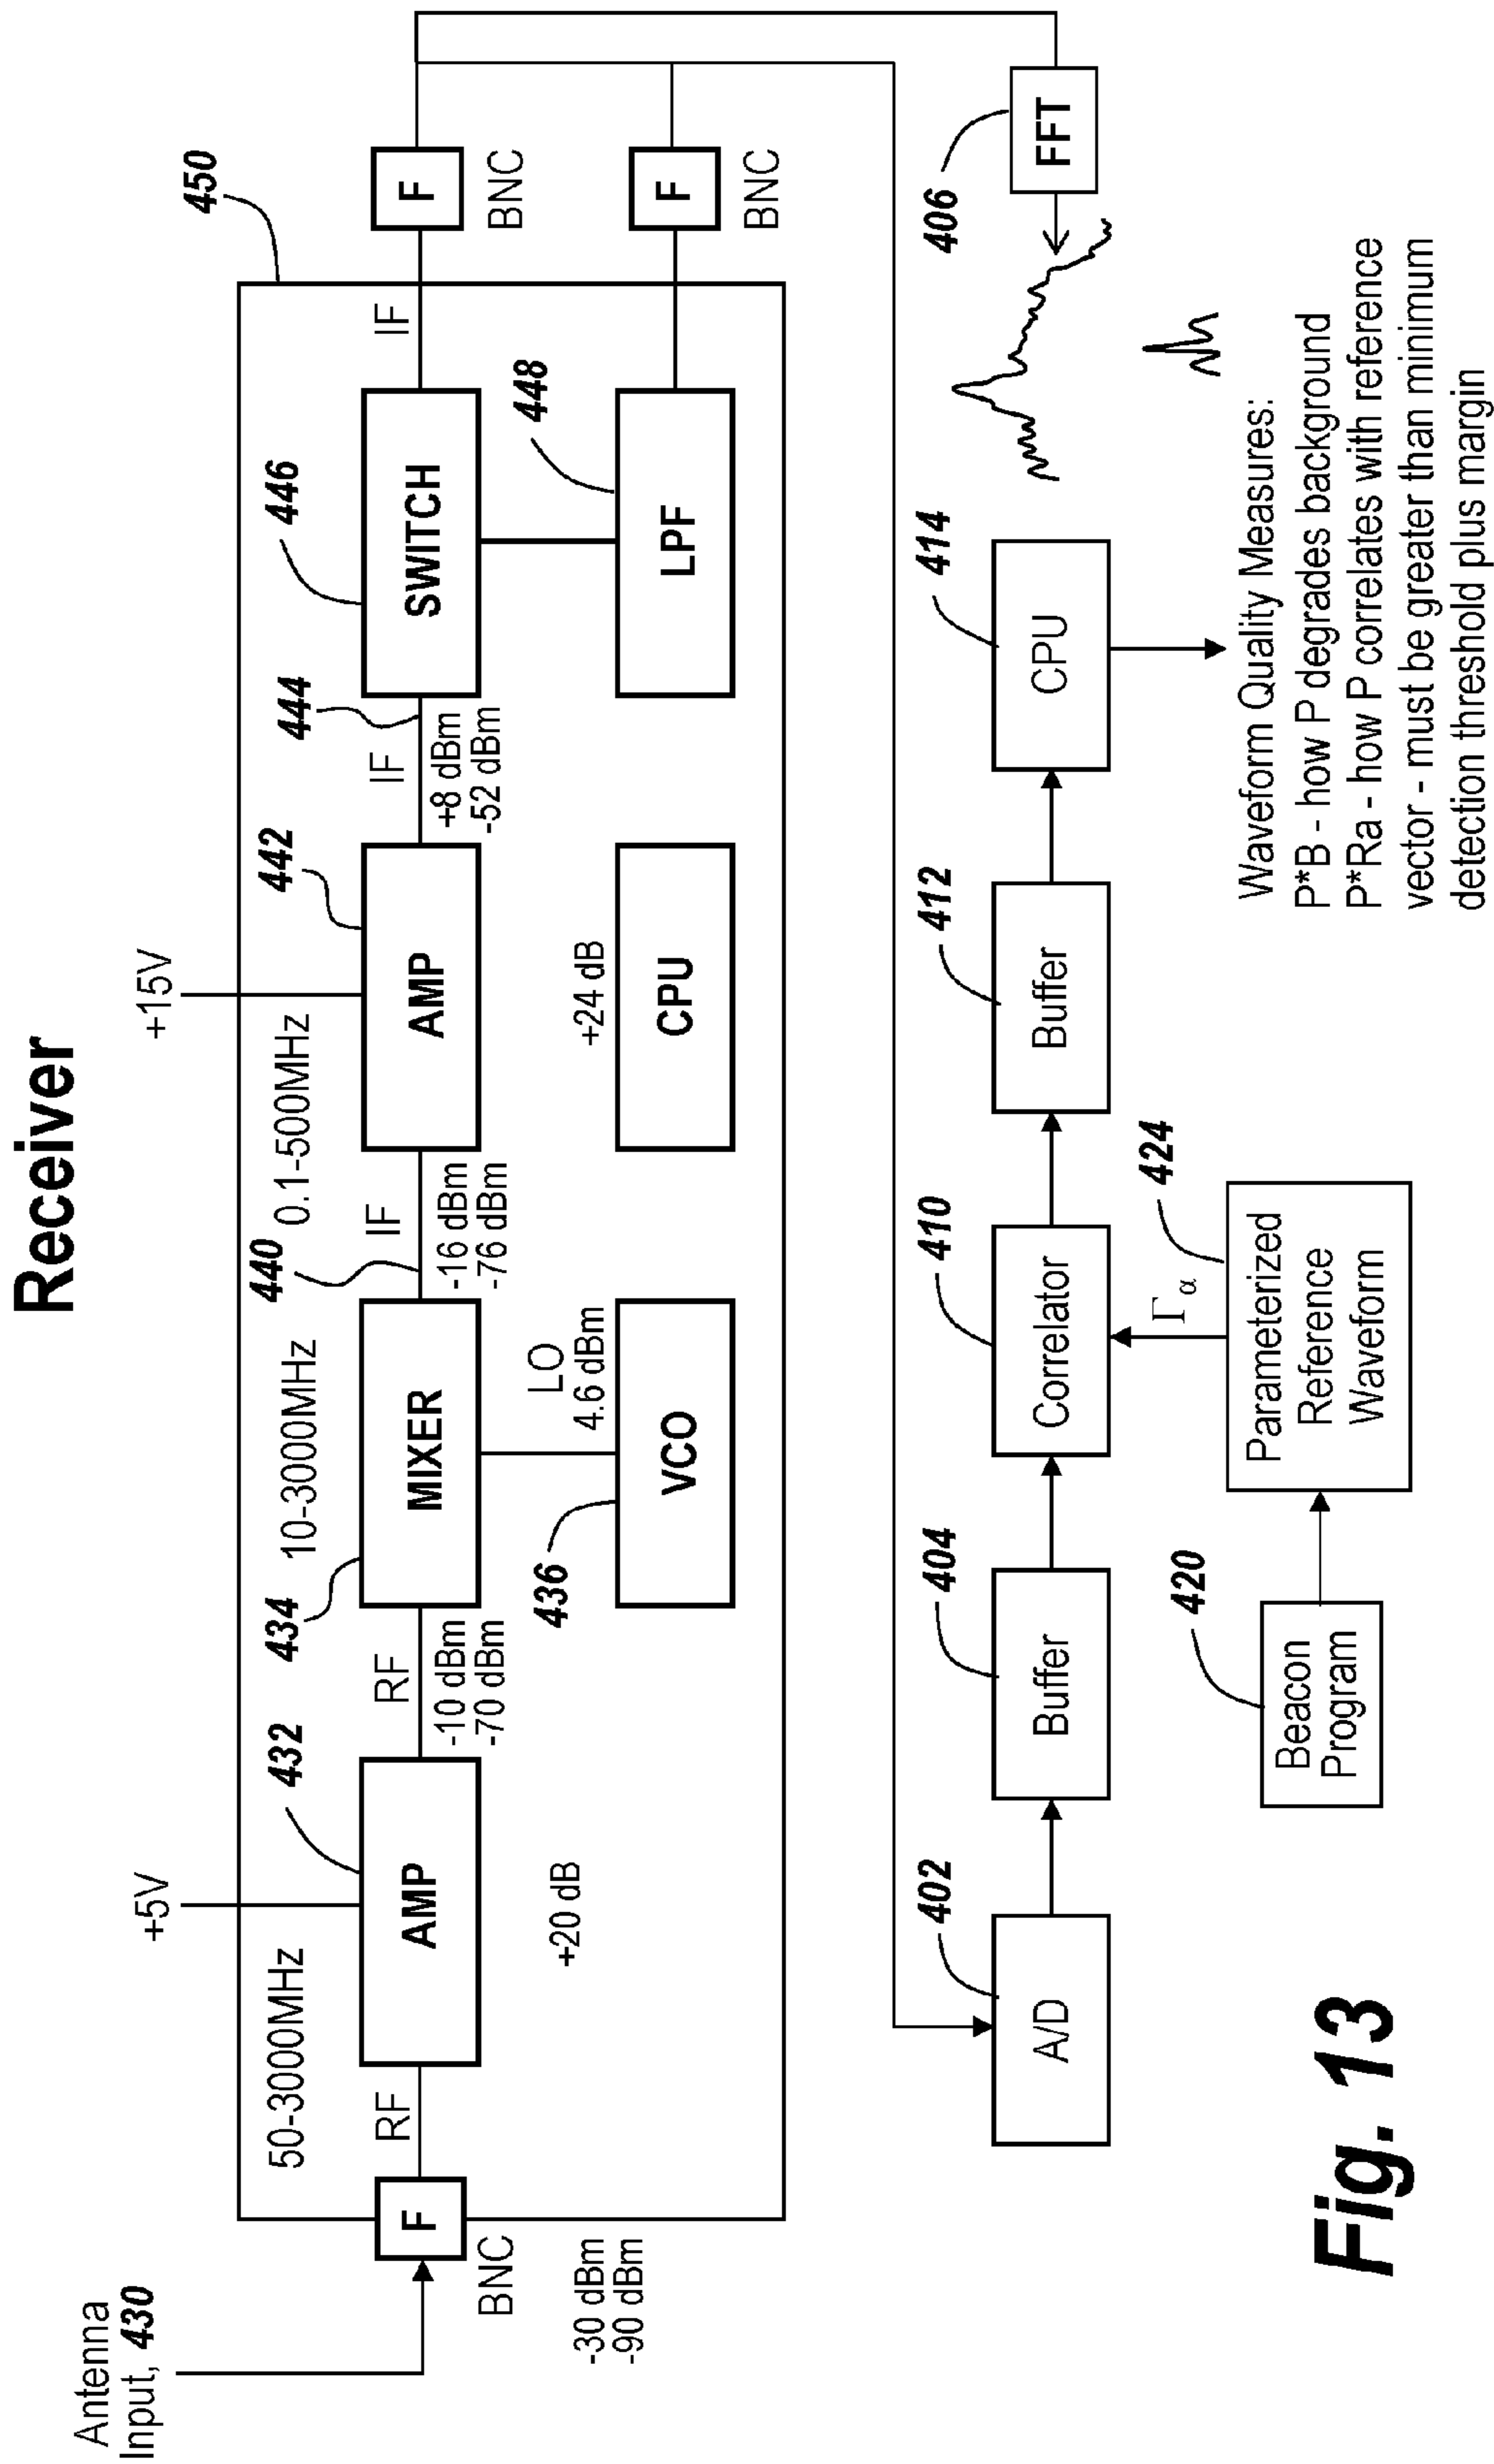 Receiver
Antenna
Input, 430
F
BNC
-30 dBm
-90 dBm
RF
50-3000MHz
+5V
432
AMP
+20 dB
RF
-10 dBm
-70 dBm
434
10-3000MHz
MIXER
LO
4.6 dBm
436
VCO
440
IF
-16 dBm
-76 dBm
0.1-500MHz
+15V
442
AMP
+24 dB
CPU
444
IF
+8 dBm
-52 dBm
446
SWITCH
448
LPF
IF
450
F
BNC
F
BNC
402
A/D
404
Buffer
410
Correlator
412
Buffer
414
CPU
406
FFT
420
Beacon
Program
424
Γα
Parameterized
Reference
Waveform
Waveform Quality Measures:
P*B - how P degrades background
P*Ra - how P correlates with reference
vector - must be greater than minimum
detection threshold plus margin
Fig. 13